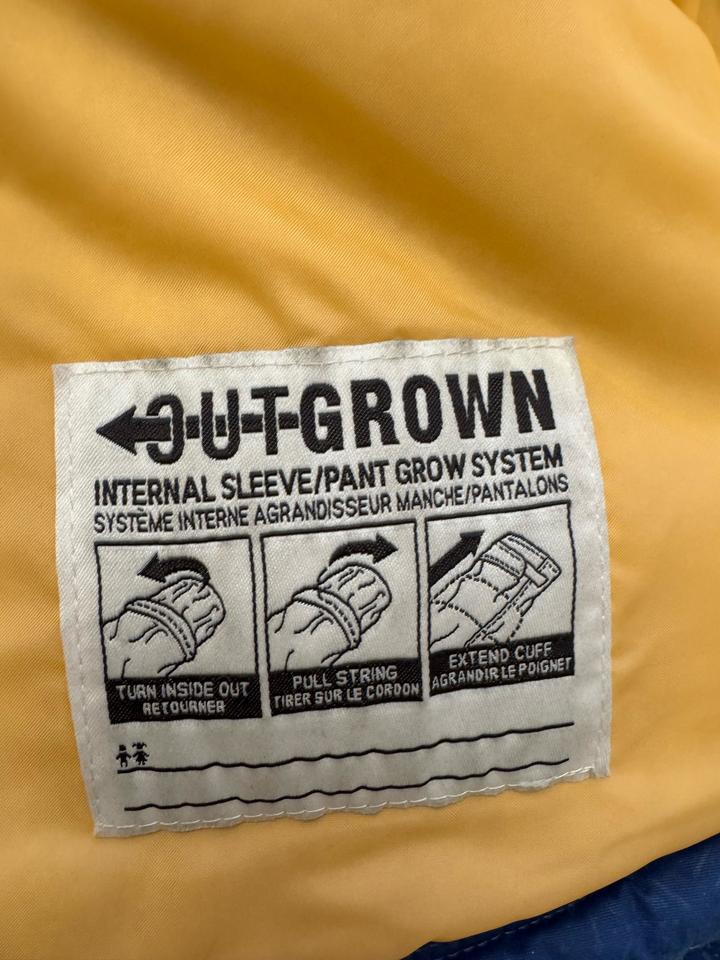 OUTGROWN
INTERNAL SLEEVE/PANT GROW SYSTEM
SYSTÈME INTERNE AGRANDISSEUR MANCHE/PANTALONS
TURN INSIDE OUT
RETOURNER
PULL STRING
TIRER SUR LE CORDON
EXTEND CUFF
AGRANDIR LE POIGNET